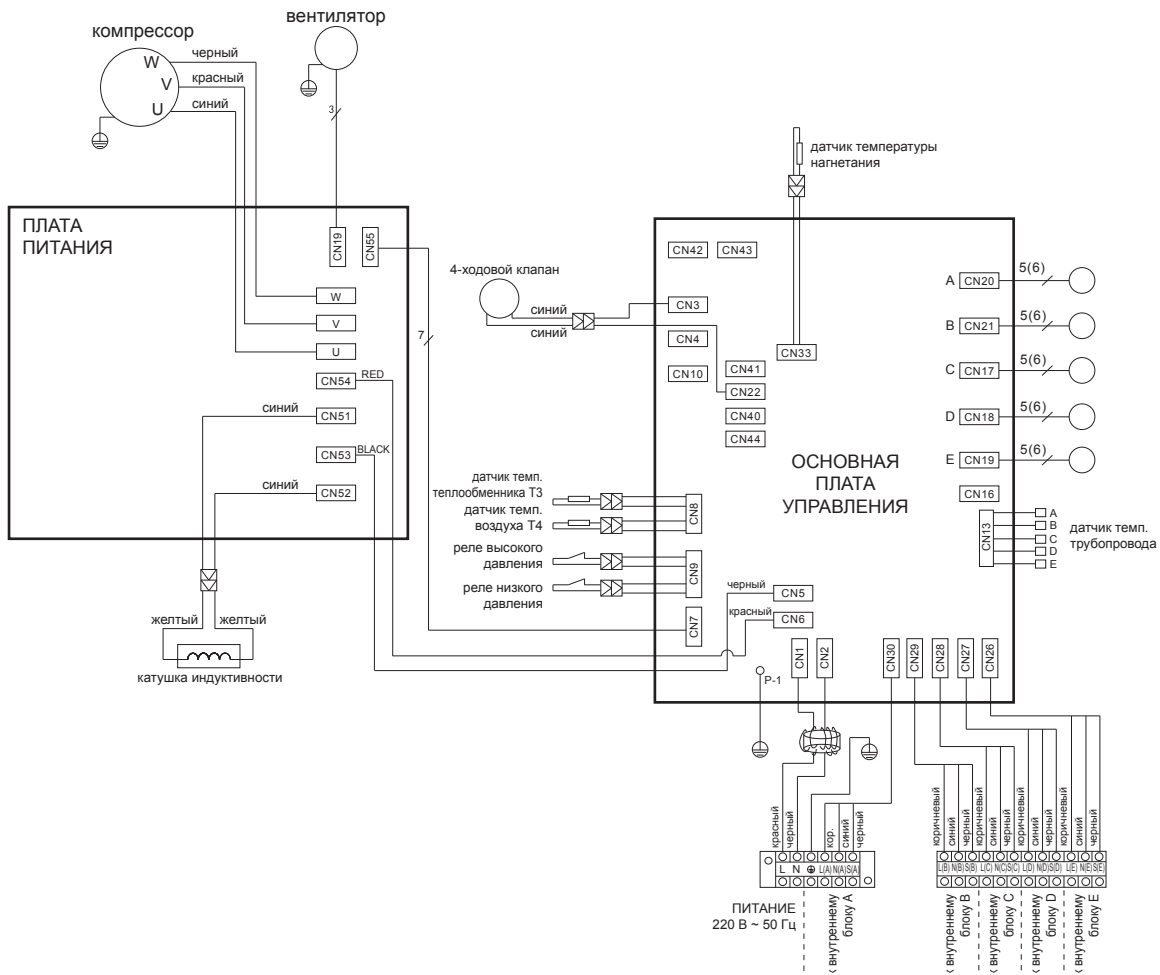 компрессор
вентилятор
W
V
U
черный
красный
синий
3
ПЛАТА
ПИТАНИЯ
CN19
CN55
W
V
U
CN54
RED
синий
CN51
CN53
BLACK
синий
CN52
7
желтый
желтый
катушка индуктивности
датчик температуры
нагнетания
4-ходовой клапан
синий
синий
CN42
CN43
CN3
CN4
CN10
CN33
CN41
CN22
CN40
CN44
ОСНОВНАЯ
ПЛАТА
УПРАВЛЕНИЯ
A CN20 5(6)
B CN21 5(6)
C CN17 5(6)
D CN18 5(6)
E CN19 5(6)
CN16
CN13
A
B
C
D
E
датчик темп.
трубопровода
датчик темп.
теплообменника T3
датчик темп.
воздуха T4
CN8
реле высокого
давления
реле низкого
давления
CN9
CN7
черный
CN5
красный
CN6
P-1
CN1
CN2
CN30
CN29
CN28
CN27
CN26
красный
черный
кор.
синий
черный
L N L(A) N(A) S(A)
ПИТАНИЕ
220 В ~ 50 Гц
к внутреннему
блоку A
коричневый
синий
черный
коричневый
синий
черный
коричневый
синий
черный
коричневый
синий
черный
L(B) N(B) S(B) L(C) N(C) S(C) L(D) N(D) S(D) L(E) N(E) S(E)
к внутреннему
блоку B
к внутреннему
блоку C
к внутреннему
блоку D
к внутреннему
блоку E